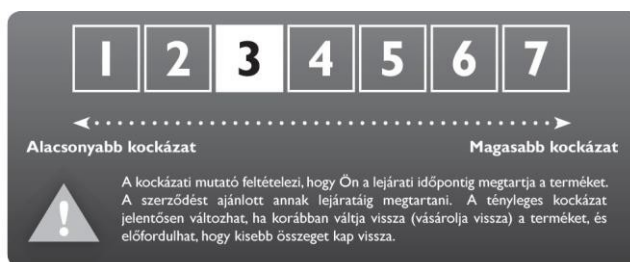 1 2 3 4 5 6 7
Alacsonyabb kockázat Magasabb kockázat
A kockázati mutató feltételezi, hogy Ön a lejárati időpontig megtartja a terméket.
A szerződést ajánlott annak lejáratáig megtartani. A tényleges kockázat
jelentősen változhat, ha korábban váltja vissza (vásárolja vissza) a terméket, és
előfordulhat, hogy kisebb összeget kap vissza.